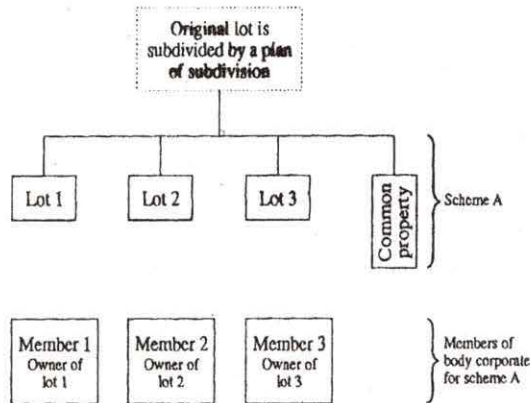 Original lot is
subdivided by a plan
of subdivision
Lot 1
Lot 2
Lot 3
Common
property
Scheme A
Member 1
Owner of
lot 1
Member 2
Owner of
lot 2
Member 3
Owner of
lot 3
Members of
body corporate
for scheme A